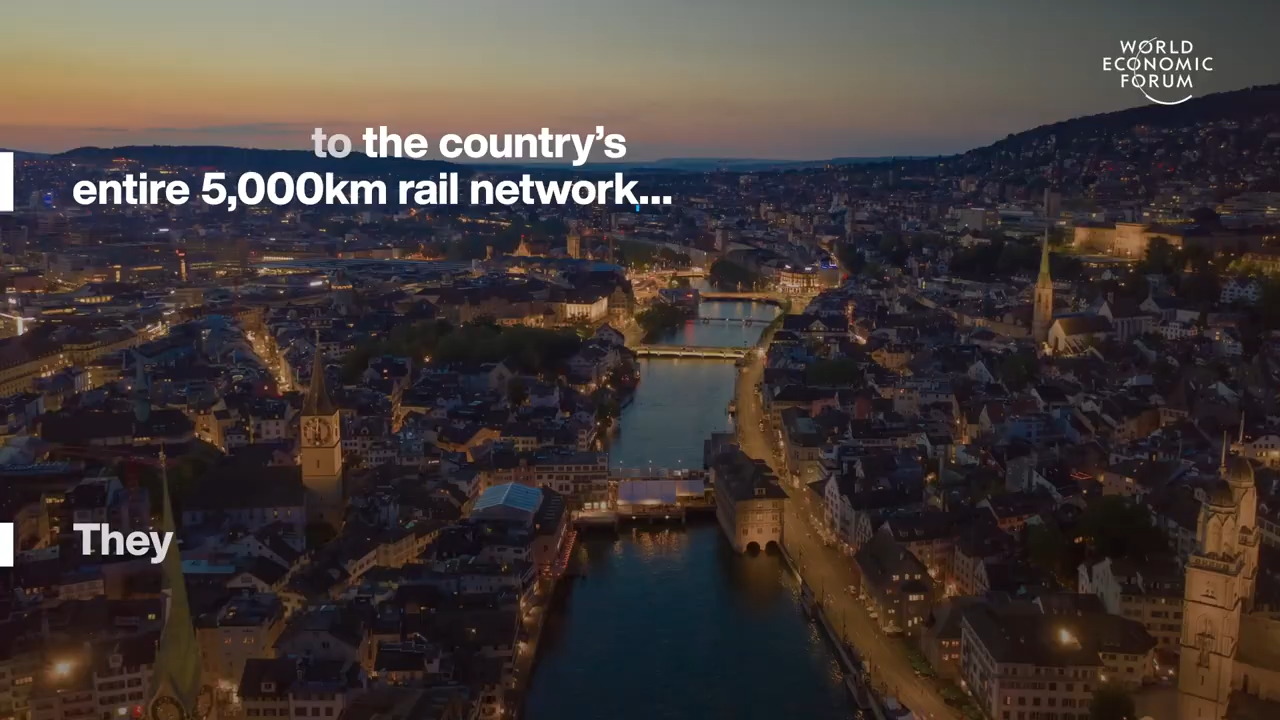 WORLD
ECONOMIC
FORUM
to the country's
entire 5,000km rail network...
They